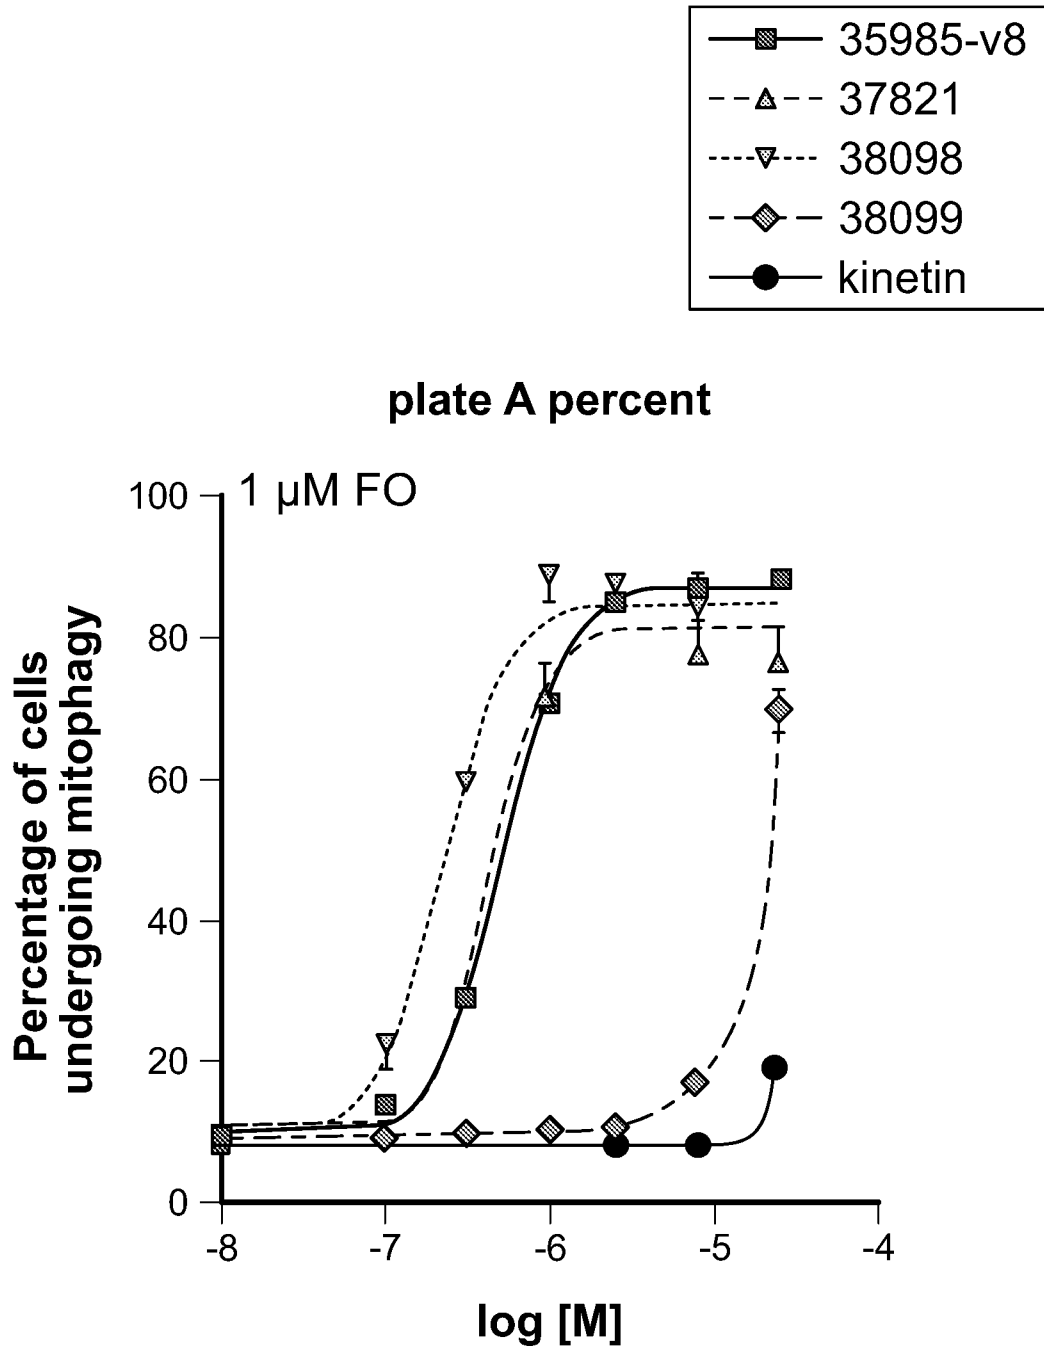 35985-v8
37821
38098
38099
kinetin
plate A percent
1 µM FO
100
80
60
40
20
0
Percentage of cells
undergoing mitophagy
-8
-7
-6
-5
-4
log [M]